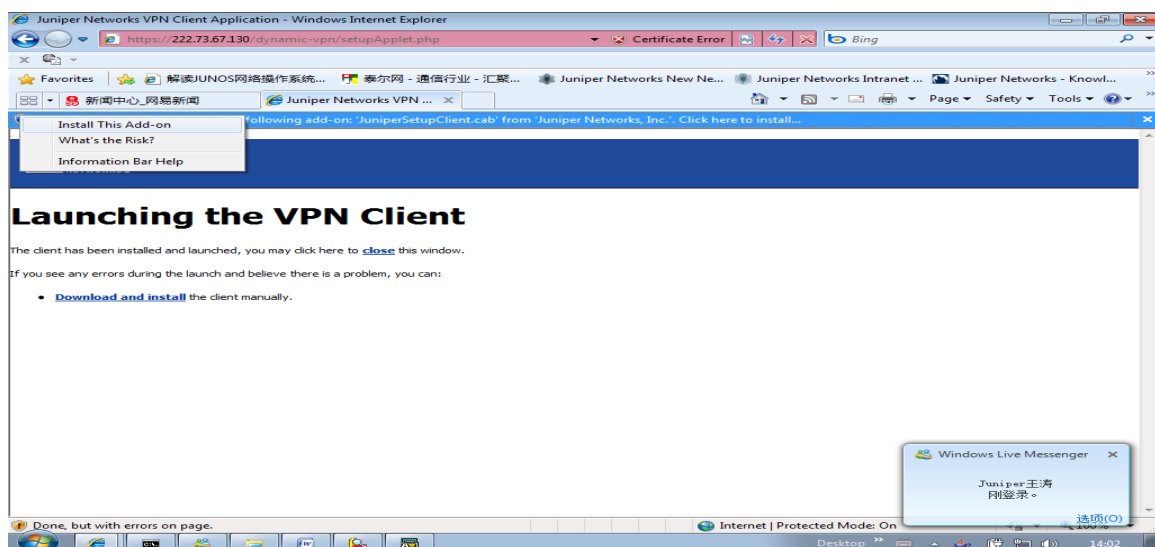 Juniper Networks VPN Client Application - Windows Internet Explorer
https://222.73.67.130/dynamic-vpn/setupApplet.php
Certificate Error
Bing
Favorites
解读JUNOS网络操作系统...
泰尔网 - 通信行业 - 汇聚...
Juniper Networks New Ne...
Juniper Networks Intranet ...
Juniper Networks - Knowl...
新闻中心_网易新闻
Juniper Networks VPN ...
Page
Safety
Tools
following add-on: 'JuniperSetupClient.cab' from 'Juniper Networks, Inc.'. Click here to install...
Install This Add-on
What's the Risk?
Information Bar Help
Launching the VPN Client
The client has been installed and launched, you may click here to close this window.
If you see any errors during the launch and believe there is a problem, you can:
• Download and install the client manually.
Windows Live Messenger
Juniper王涛
刚登录。
选项(O)
Done, but with errors on page.
Internet | Protected Mode: On
100%
Desktop
14:02